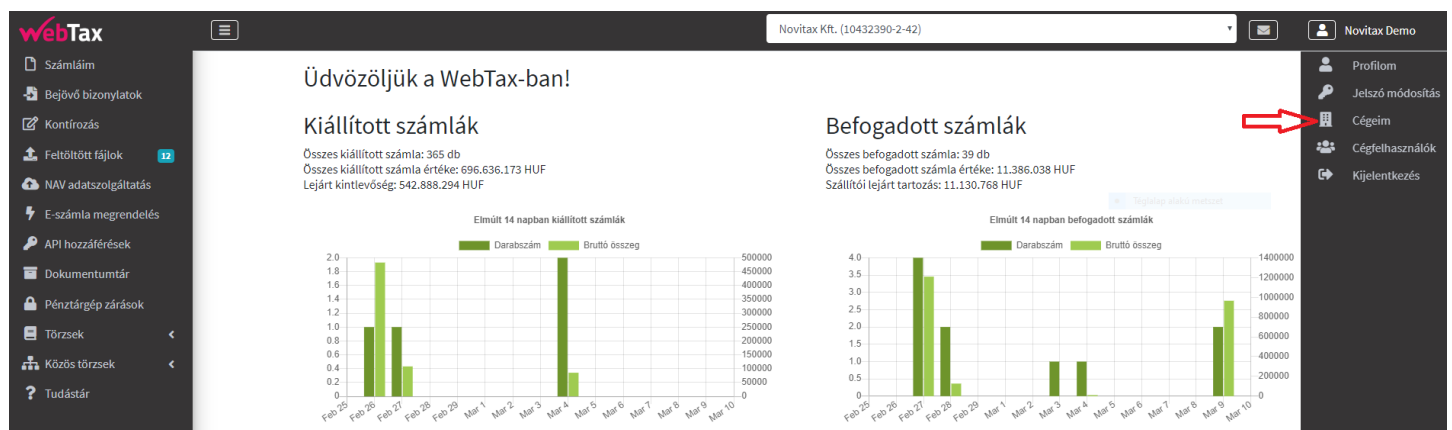 webTax
Novitax Kft. (10432390-2-42)
Novitax Demo
Számláim
Bejövő bizonylatok
Kontírozás
Feltöltött fájlok 12
NAV adatszolgáltatás
E-számla megrendelés
API hozzáférések
Dokumentumtár
Pénztárgép zárások
Törzsek
Közös törzsek
? Tudástár
Üdvözöljük a WebTax-ban!
Kiállított számlák
Összes kiállított számla: 365 db
Összes kiállított számla értéke: 696.636.173 HUF
Lejárt kintlevőség: 542.888.294 HUF
Elmúlt 14 napban kiállított számlák
Darabszám Bruttó összeg
2.0 500000
1.8 450000
1.6 400000
1.4 350000
1.2 300000
1.0 250000
0.8 200000
0.6 150000
0.4 100000
0.2 50000
0 0
Feb 25 Feb 26 Feb 27 Feb 28 Feb 29 Mar 1 Mar 2 Mar 3 Mar 4 Mar 5 Mar 6 Mar 7 Mar 8 Mar 9 Mar 10
Befogadott számlák
Összes befogadott számla: 39 db
Összes befogadott számla értéke: 11.386.038 HUF
Szállítói lejárt tartozás: 11.130.768 HUF
Téglalap alakú metszet
Elmúlt 14 napban befogadott számlák
Darabszám Bruttó összeg
4.0 1400000
3.5 1200000
3.0 1000000
2.5 800000
2.0 600000
1.5 400000
1.0 200000
0.5 0
0
Feb 25 Feb 26 Feb 27 Feb 28 Feb 29 Mar 1 Mar 2 Mar 3 Mar 4 Mar 5 Mar 6 Mar 7 Mar 8 Mar 9 Mar 10
Profilom
Jelszó módosítás
Cégeim
Cégfelhasználók
Kijelentkezés